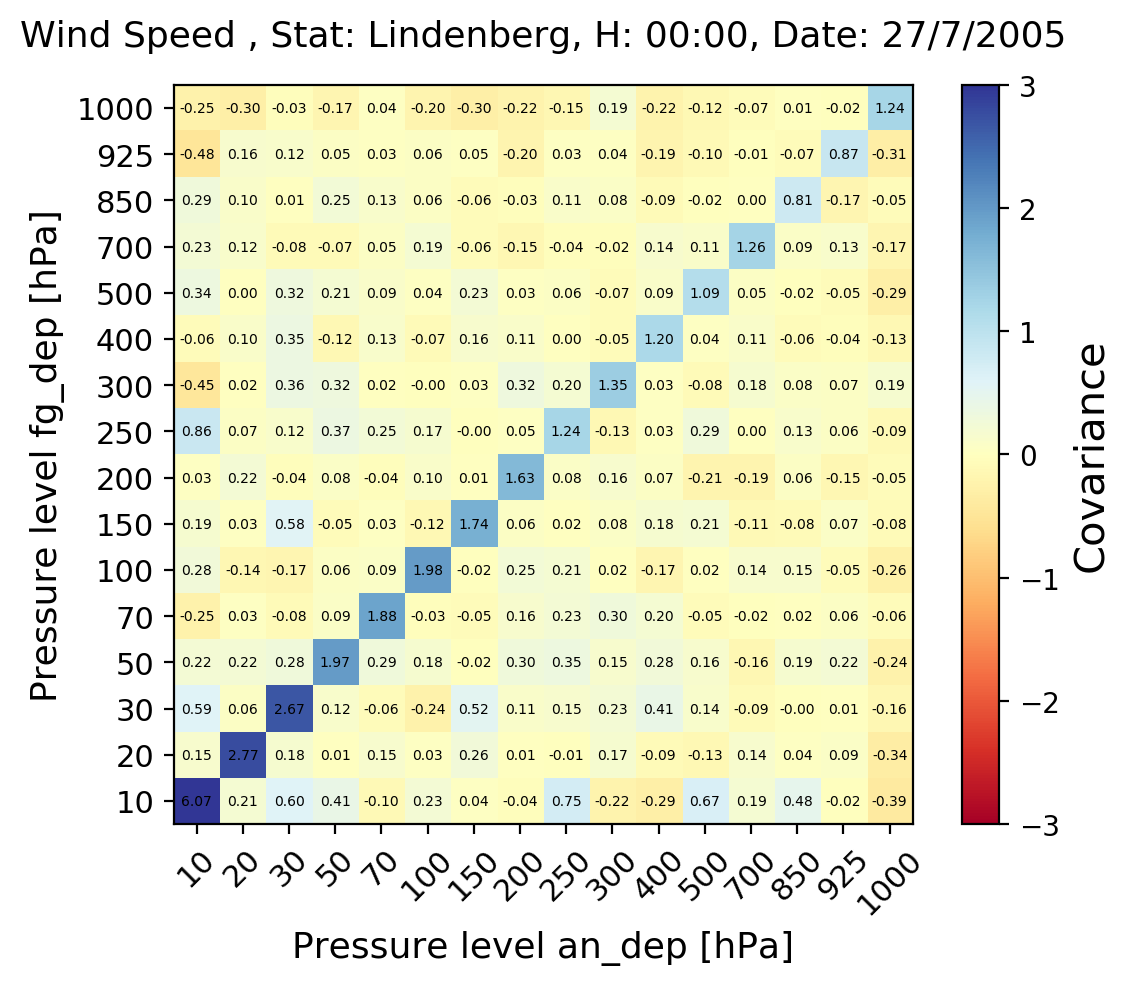 Wind Speed , Stat: Lindenberg, H: 00:00, Date: 27/7/2005
1000 -0.25 -0.30 -0.03 -0.17 0.04 -0.20 -0.30 -0.22 -0.15 0.19 -0.22 -0.12 -0.07 0.01 -0.02 1.24
925 -0.48 0.16 0.12 0.05 0.03 0.06 0.05 -0.20 0.03 0.04 -0.19 -0.10 -0.01 -0.07 0.87 -0.31
850 0.29 0.10 0.01 0.25 0.13 0.06 -0.06 -0.03 0.11 0.08 -0.09 -0.02 0.00 0.81 -0.17 -0.05
700 0.23 0.12 -0.08 -0.07 0.05 0.19 -0.06 -0.15 -0.04 -0.02 0.14 0.11 1.26 0.09 0.13 -0.17
500 0.34 0.00 0.32 0.21 0.09 0.04 0.23 0.03 0.06 -0.07 0.09 1.09 0.05 -0.02 -0.05 -0.29
400 -0.06 0.10 0.35 -0.12 0.13 -0.07 0.16 0.11 0.00 -0.05 1.20 0.04 0.11 -0.06 -0.04 -0.13
300 -0.45 0.02 0.36 0.32 0.02 -0.00 0.03 0.32 0.20 1.35 0.03 -0.08 0.18 0.08 0.07 0.19
250 0.86 0.07 0.12 0.37 0.25 0.17 -0.00 0.05 1.24 -0.13 0.03 0.29 0.00 0.13 0.06 -0.09
200 0.03 0.22 -0.04 0.08 -0.04 0.10 0.01 1.63 0.08 0.16 0.07 -0.21 -0.19 0.06 -0.15 -0.05
150 0.19 0.03 0.58 -0.05 0.03 -0.12 1.74 0.06 0.02 0.08 0.18 0.21 -0.11 -0.08 0.07 -0.08
100 0.28 -0.14 -0.17 0.06 0.09 1.98 -0.02 0.25 0.21 0.02 -0.17 0.02 0.14 0.15 -0.05 -0.26
70 -0.25 0.03 -0.08 0.09 1.88 -0.03 -0.05 0.16 0.23 0.30 0.20 -0.05 -0.02 0.02 0.06 -0.06
50 0.22 0.22 0.28 1.97 0.29 0.18 -0.02 0.30 0.35 0.15 0.28 0.16 -0.16 0.19 0.22 -0.24
30 0.59 0.06 2.67 0.12 -0.06 -0.24 0.52 0.11 0.15 0.23 0.41 0.14 -0.09 -0.00 0.01 -0.16
20 0.15 2.77 0.18 0.01 0.15 0.03 0.26 0.01 -0.01 0.17 -0.09 -0.13 0.14 0.04 0.09 -0.34
10 6.07 0.21 0.60 0.41 -0.10 0.23 0.04 -0.04 0.75 -0.22 -0.29 0.67 0.19 0.48 -0.02 -0.39
10 20 30 50 70 100 150 200 250 300 400 500 700 850 925 1000
Pressure level an_dep [hPa]
Pressure level fg_dep [hPa]
3
2
1
0
−1
−2
−3
Covariance